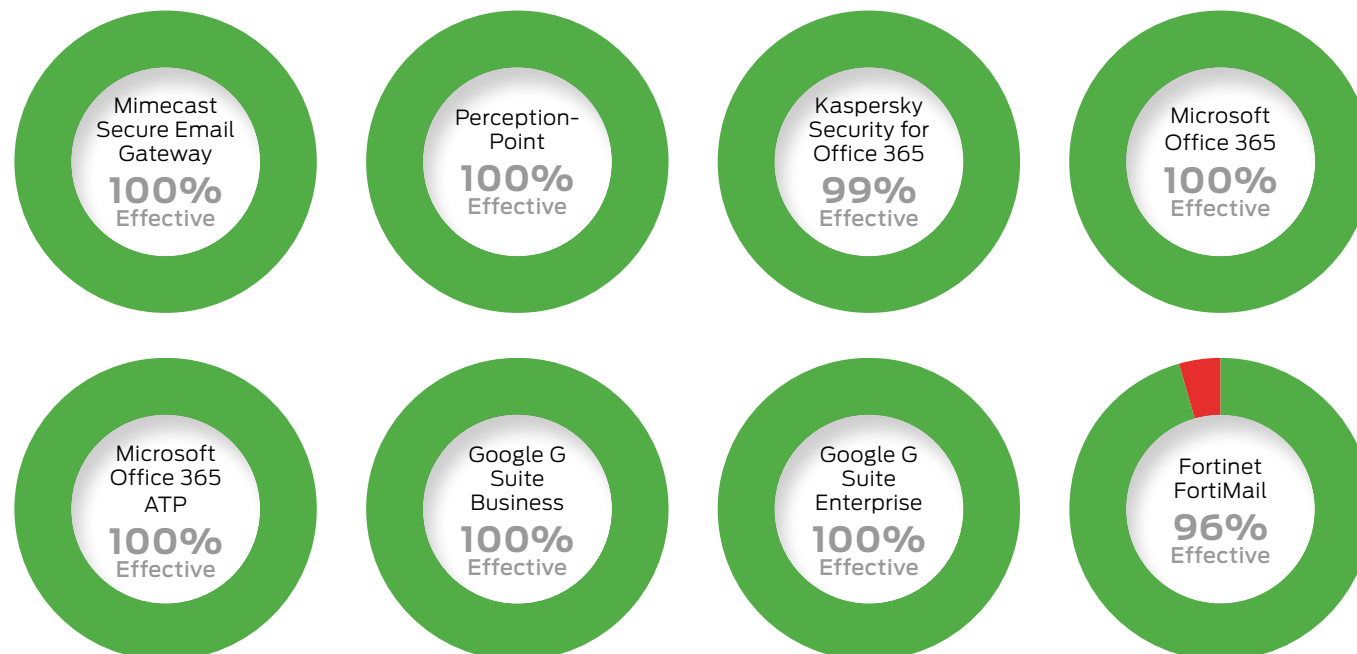 Mimecast
Secure Email
Gateway
100%
Effective
Perception-
Point
100%
Effective
Kaspersky
Security for
Office 365
99%
Effective
Microsoft
Office 365
100%
Effective
Microsoft
Office 365
ATP
100%
Effective
Google G
Suite
Business
100%
Effective
Google G
Suite
Enterprise
100%
Effective
Fortinet
FortiMail
96%
Effective